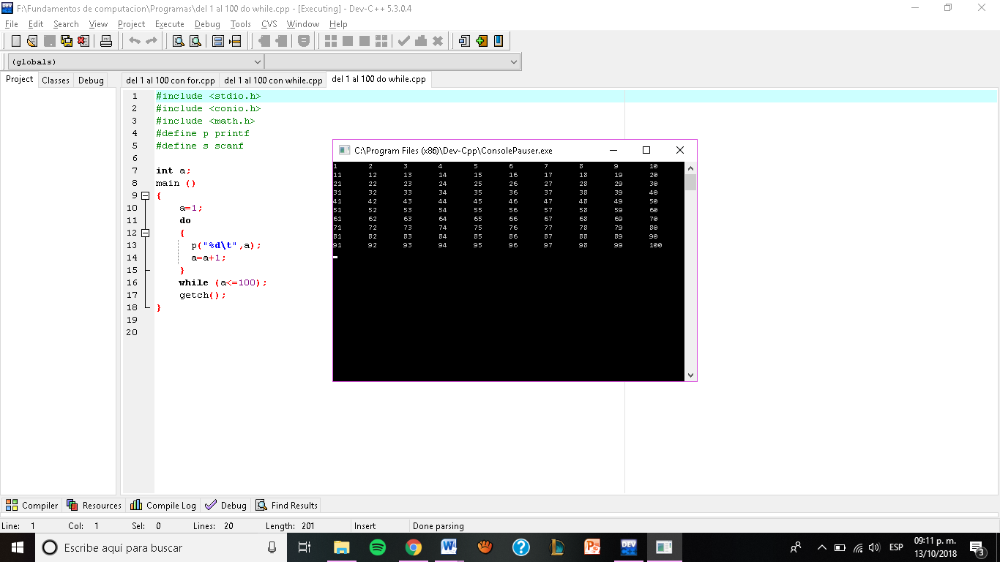 F:\Fundamentos de computacion\Programas\del 1 al 100 do while.cpp - [Executing] - Dev-C++ 5.3.0.4
File Edit Search View Project Execute Debug Tools CVS Window Help
(globals)
Project Classes Debug
del 1 al 100 con for.cpp del 1 al 100 con while.cpp del 1 al 100 do while.cpp
1 #include <stdio.h>
2 #include <conio.h>
3 #include <math.h>
4 #define p printf
5 #define s scanf
6
7 int a;
8 main ()
9 {
10 a=1;
11 do
12 {
13 p("%d\t",a);
14 a=a+1;
15 }
16 while (a<=100);
17 getch();
18 }
19
20
C:\Program Files (x86)\Dev-Cpp\ConsolePauser.exe
1 2 3 4 5 6 7 8 9 10
11 12 13 14 15 16 17 18 19 20
21 22 23 24 25 26 27 28 29 30
31 32 33 34 35 36 37 38 39 40
41 42 43 44 45 46 47 48 49 50
51 52 53 54 55 56 57 58 59 60
61 62 63 64 65 66 67 68 69 70
71 72 73 74 75 76 77 78 79 80
81 82 83 84 85 86 87 88 89 90
91 92 93 94 95 96 97 98 99 100
Compiler Resources Compile Log Debug Find Results
Line: 1 Col: 1 Sel: 0 Lines: 20 Length: 201 Insert Done parsing
Escribe aquí para buscar
ESP
09:11 p. m.
13/10/2018
3